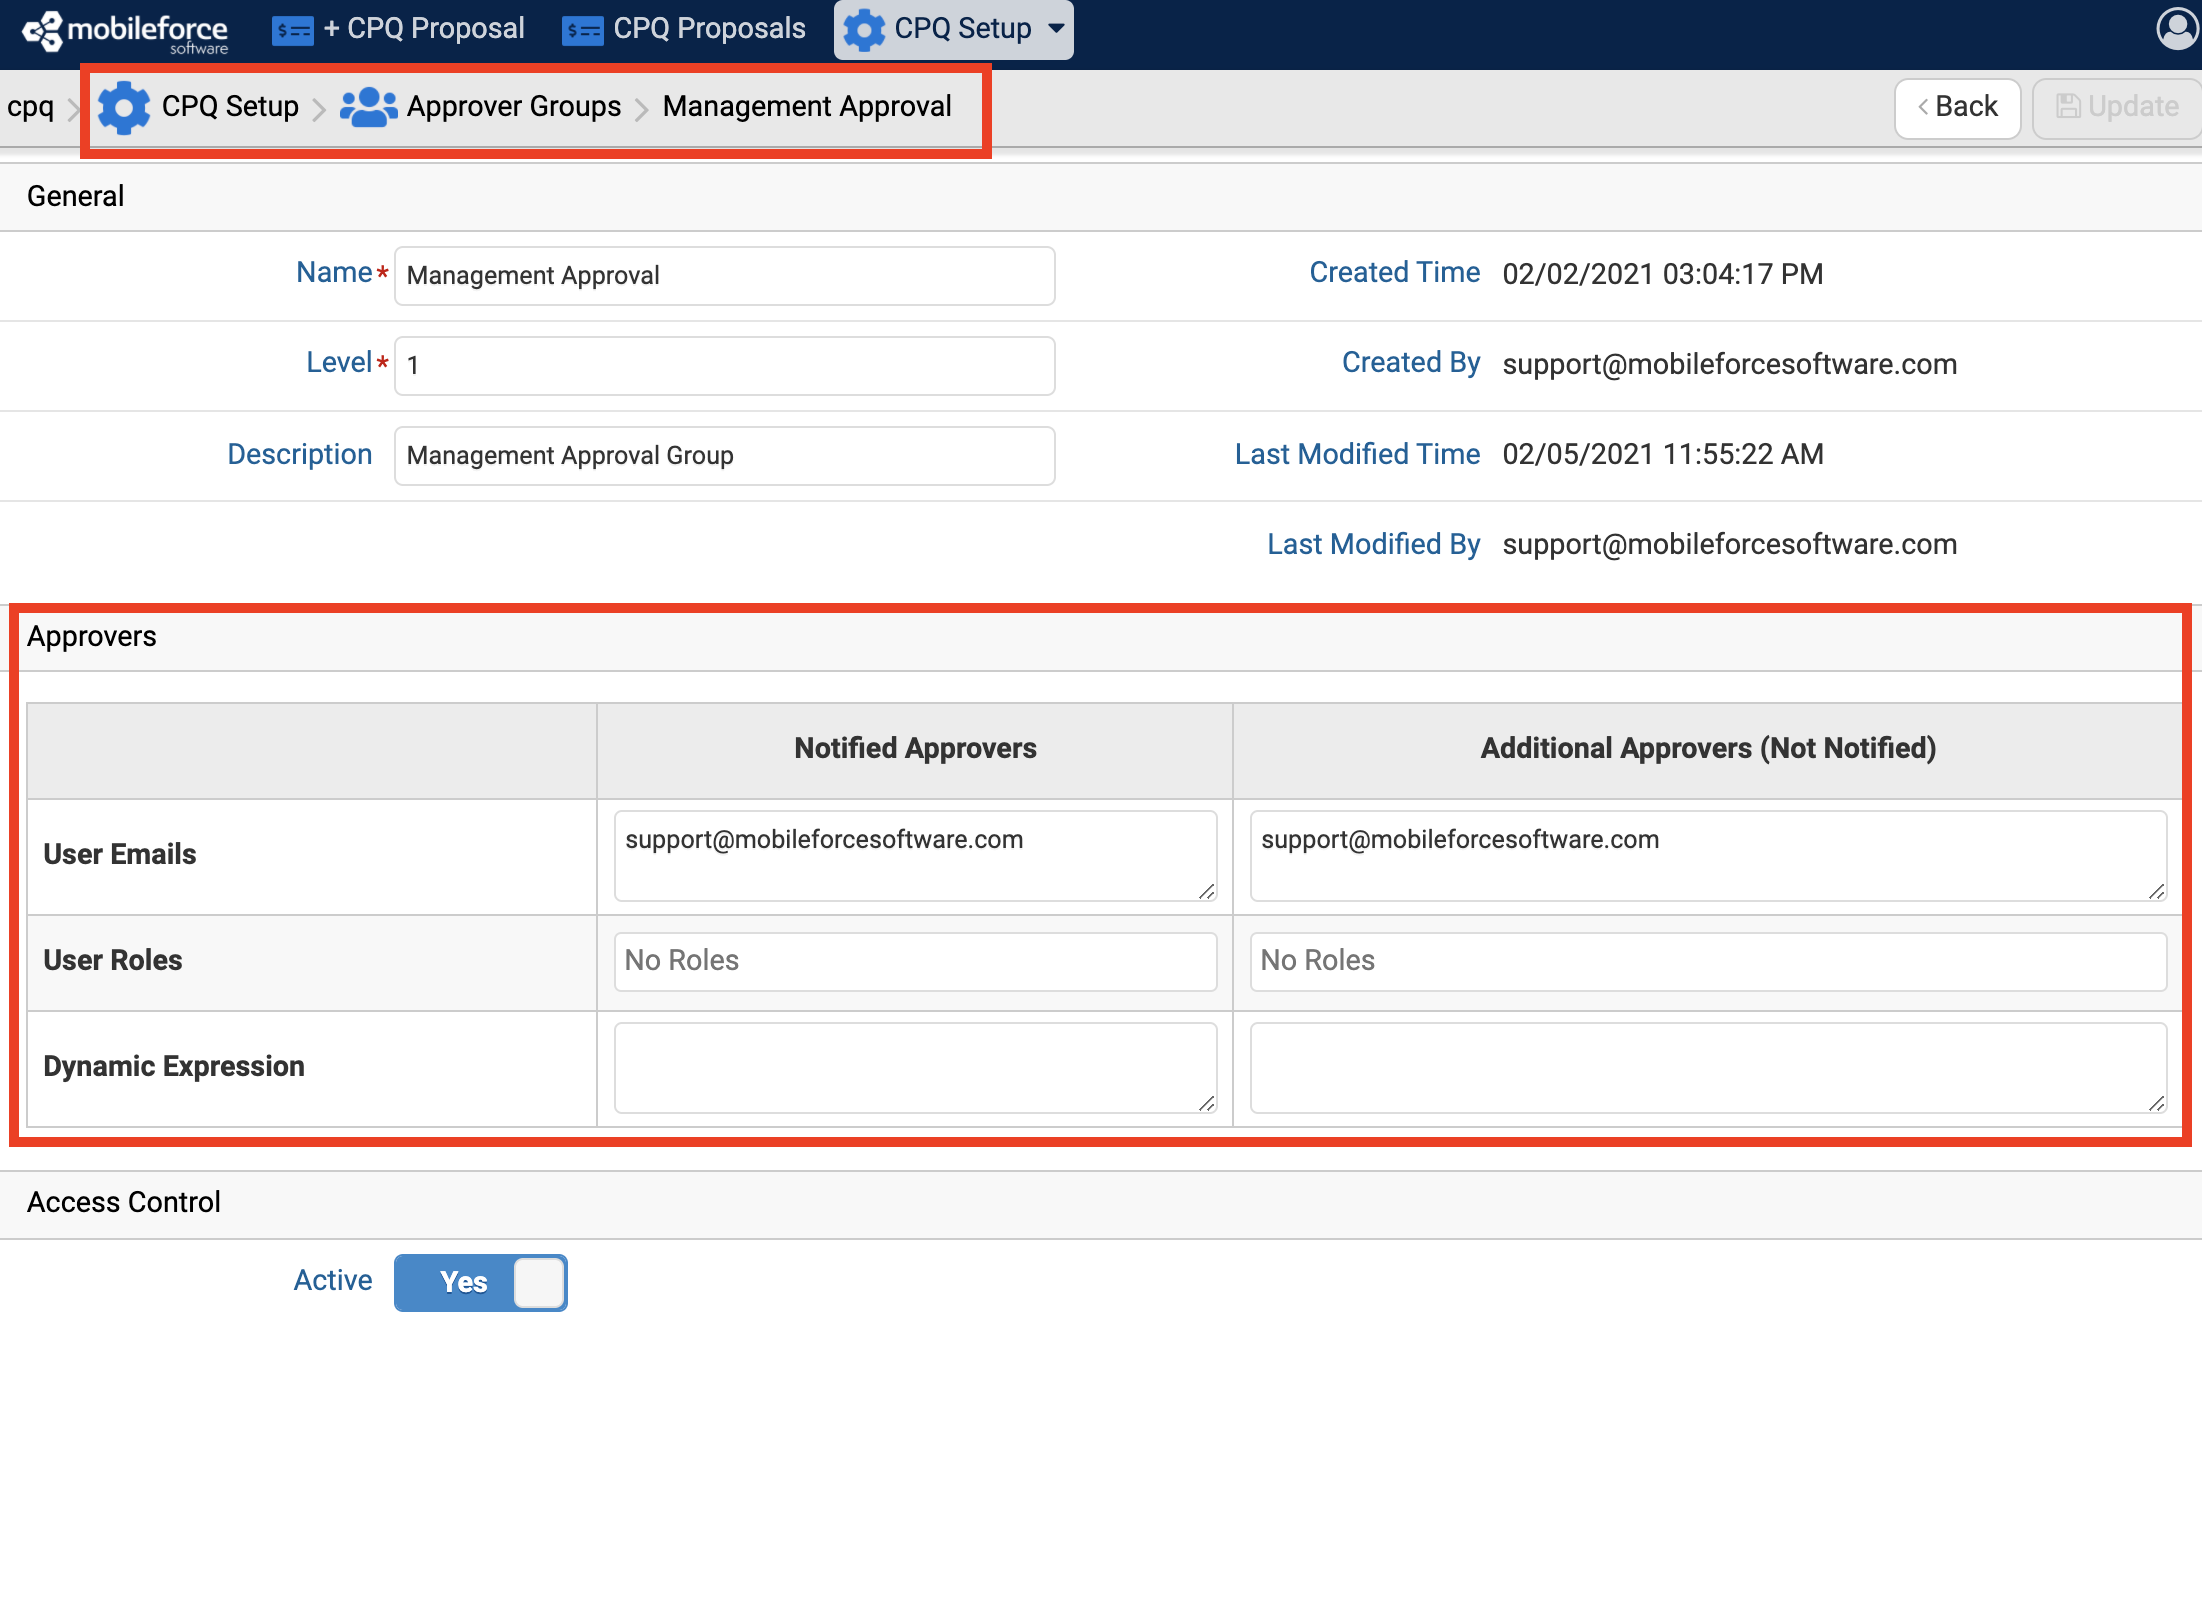 mobileforce software + CPQ Proposal CPQ Proposals CPQ Setup
cpq CPQ Setup Approver Groups Management Approval < Back Update
General
Name* Management Approval Created Time 02/02/2021 03:04:17 PM
Level* 1 Created By support@mobileforcesoftware.com
Description Management Approval Group Last Modified Time 02/05/2021 11:55:22 AM
Last Modified By support@mobileforcesoftware.com
Approvers
Notified Approvers Additional Approvers (Not Notified)
User Emails support@mobileforcesoftware.com support@mobileforcesoftware.com
User Roles No Roles No Roles
Dynamic Expression
Access Control
Active Yes